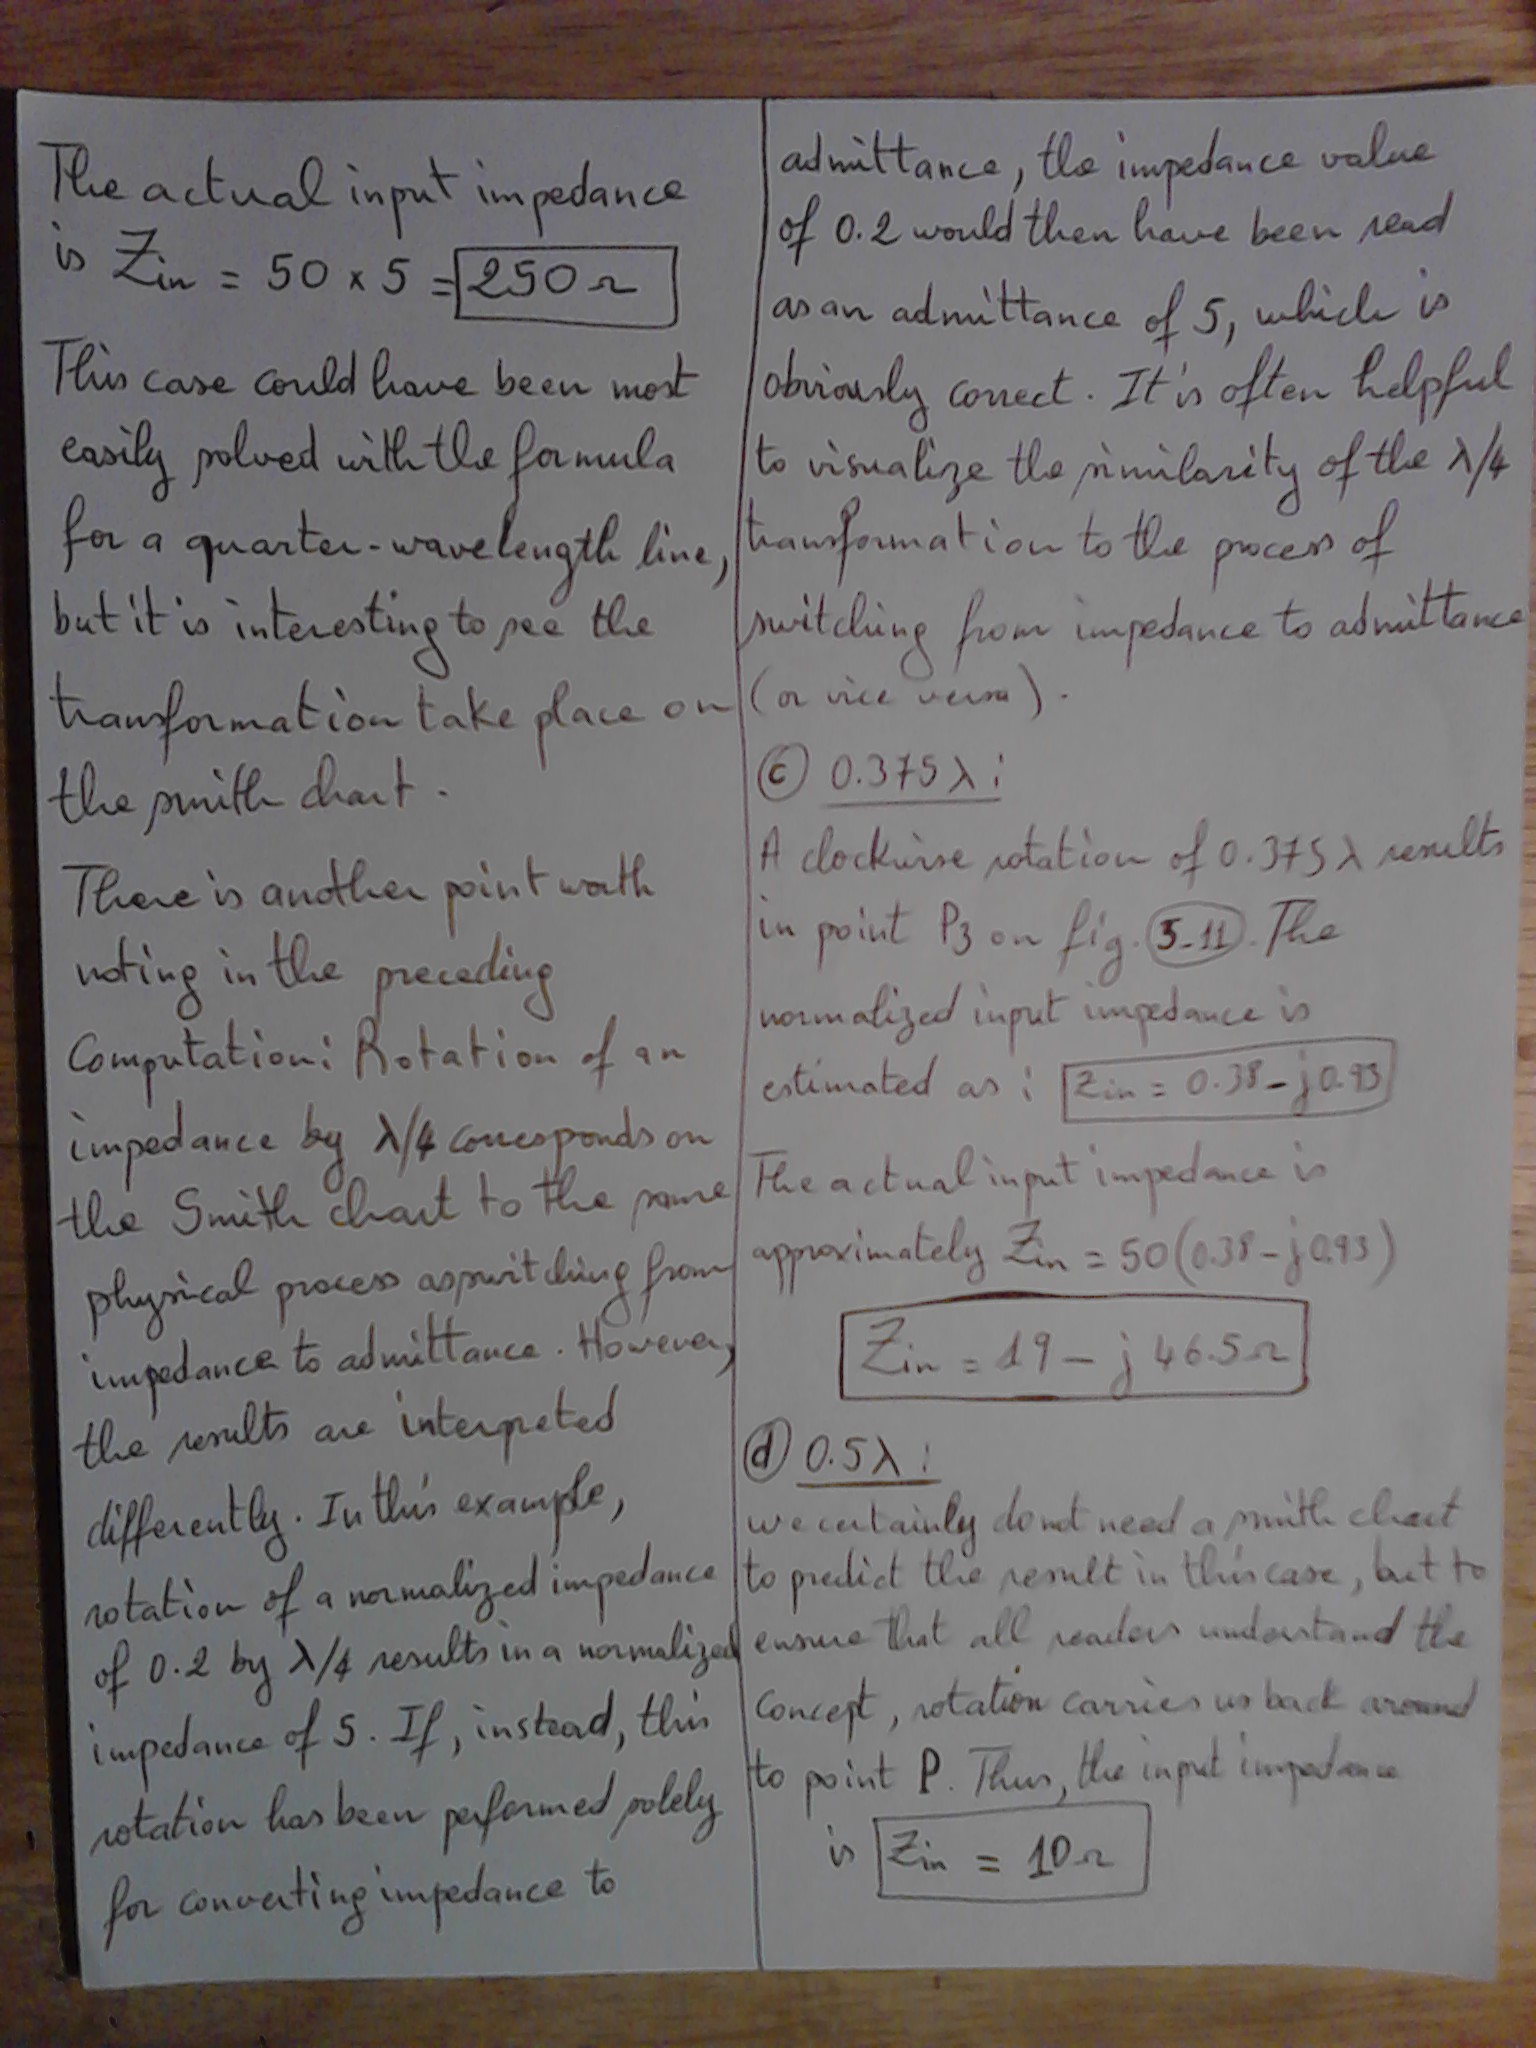 The actual input impedance
is Zin = 50 x 5 = 250Ω
This case could have been most
easily solved with the formula
for a quarter-wavelength line,
but it is interesting to see the
transformation take place on
the smith chart.
There is another point worth
noting in the preceding
Computation: Rotation of an
impedance by λ/4 corresponds on
the Smith chart to the same
physical process as switching from
impedance to admittance. However,
the results are interpreted
differently. In this example,
rotation of a normalized impedance
of 0.2 by λ/4 results in a normalized
impedance of 5. If, instead, this
rotation has been performed solely
for converting impedance to
admittance, the impedance value
of 0.2 would then have been read
as an admittance of 5, which is
obviously correct. It is often helpful
to visualize the similarity of the λ/4
transformation to the process of
switching from impedance to admittance
(or vice versa).
(c) 0.375λ:
A clockwise rotation of 0.375λ results
in point P3 on fig. 5-11. The
normalized input impedance is
estimated as: zin = 0.38 - j0.93
The actual input impedance is
approximately Zin = 50(0.38 - j0.93)
Zin = 19 - j 46.5Ω
(d) 0.5λ:
we certainly do not need a smith chart
to predict the result in this case, but to
ensure that all readers understand the
concept, rotation carries us back around
to point P. Thus, the input impedance
is Zin = 10Ω